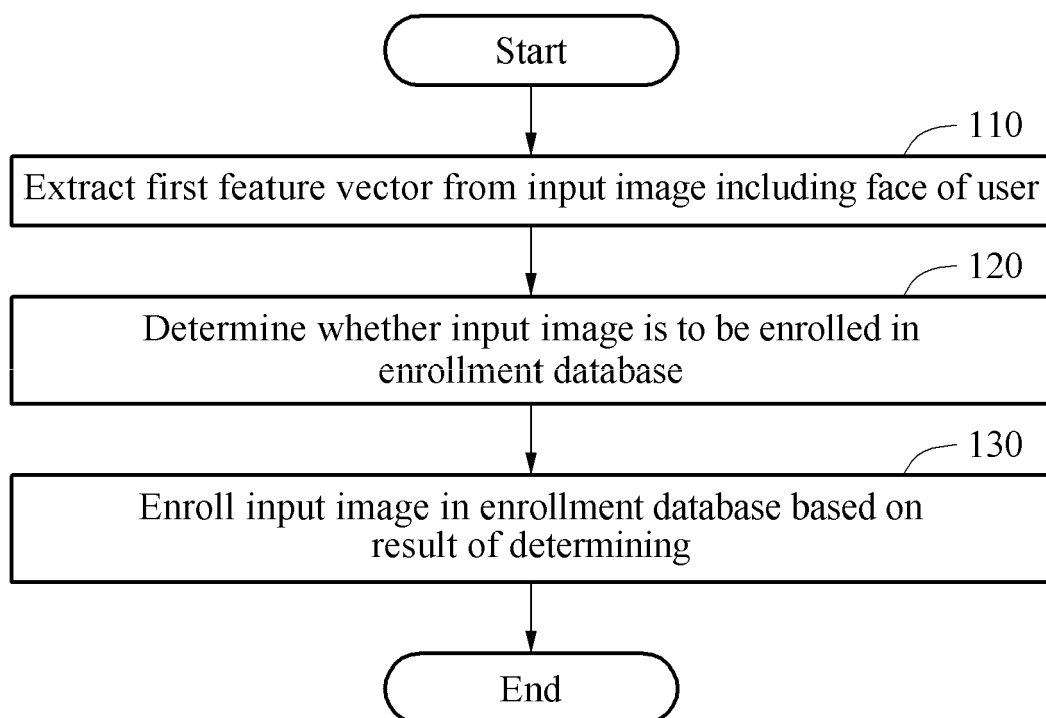 Start
110
Extract first feature vector from input image including face of user
120
Determine whether input image is to be enrolled in
enrollment database
130
Enroll input image in enrollment database based on
result of determining
End